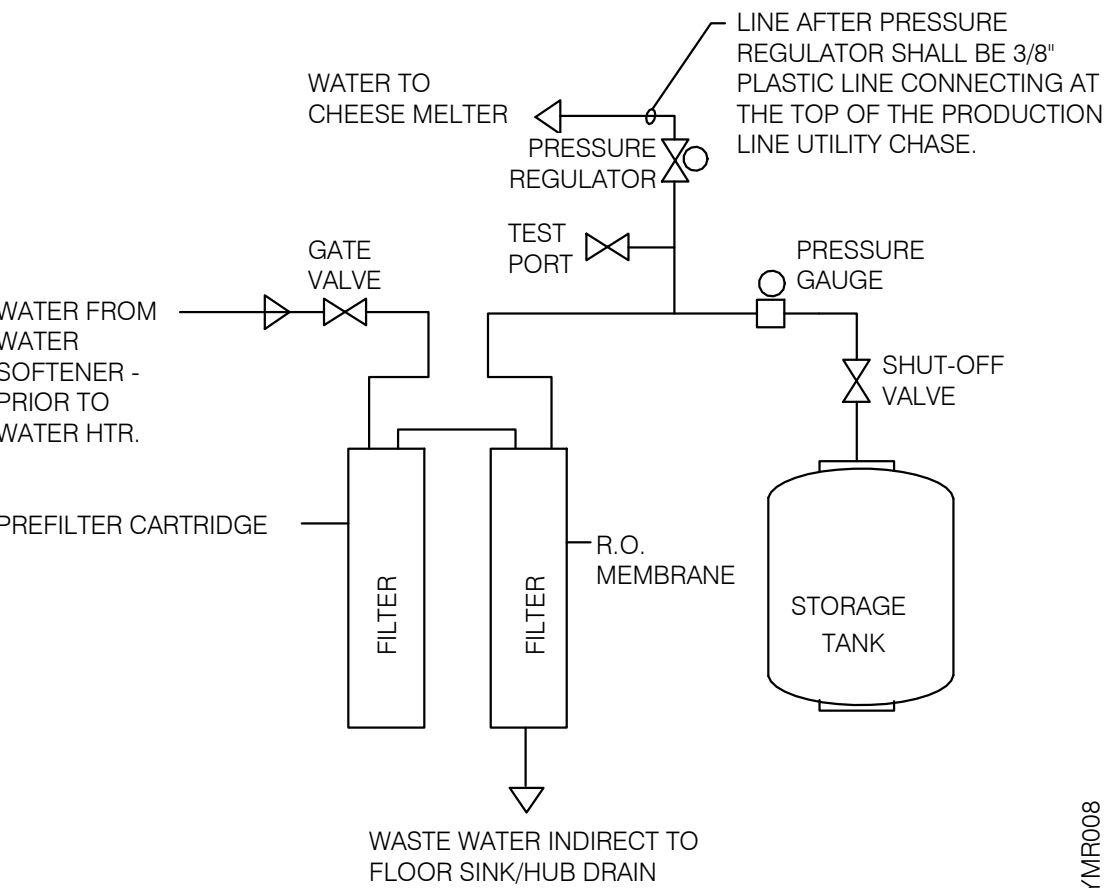 LINE AFTER PRESSURE
REGULATOR SHALL BE 3/8"
PLASTIC LINE CONNECTING AT
THE TOP OF THE PRODUCTION
LINE UTILITY CHASE.
WATER TO
CHEESE MELTER
PRESSURE
REGULATOR
TEST
PORT
PRESSURE
GAUGE
GATE
VALVE
WATER FROM
WATER
SOFTENER -
PRIOR TO
WATER HTR.
SHUT-OFF
VALVE
PREFILTER CARTRIDGE
FILTER
FILTER
R.O.
MEMBRANE
STORAGE
TANK
WASTE WATER INDIRECT TO
FLOOR SINK/HUB DRAIN
YMR008